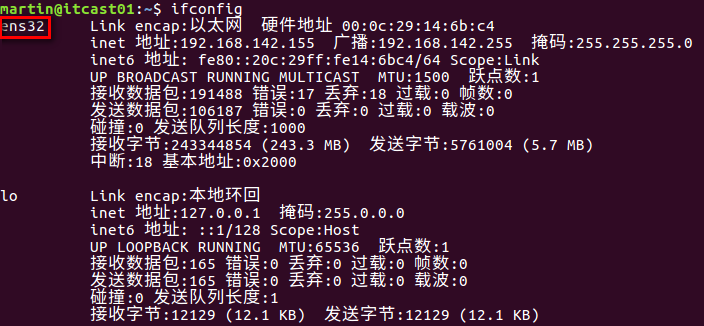 martin@itcast01:~$ ifconfig
ens32 Link encap:以太网 硬件地址 00:0c:29:14:6b:c4
inet 地址:192.168.142.155 广播:192.168.142.255 掩码:255.255.255.0
inet6 地址: fe80::20c:29ff:fe14:6bc4/64 Scope:Link
UP BROADCAST RUNNING MULTICAST MTU:1500 跃点数:1
接收数据包:191488 错误:17 丢弃:18 过载:0 帧数:0
发送数据包:106187 错误:0 丢弃:0 过载:0 载波:0
碰撞:0 发送队列长度:1000
接收字节:243344854 (243.3 MB) 发送字节:5761004 (5.7 MB)
中断:18 基本地址:0x2000
lo Link encap:本地环回
inet 地址:127.0.0.1 掩码:255.0.0.0
inet6 地址: ::1/128 Scope:Host
UP LOOPBACK RUNNING MTU:65536 跃点数:1
接收数据包:165 错误:0 丢弃:0 过载:0 帧数:0
发送数据包:165 错误:0 丢弃:0 过载:0 载波:0
碰撞:0 发送队列长度:1
接收字节:12129 (12.1 KB) 发送字节:12129 (12.1 KB)